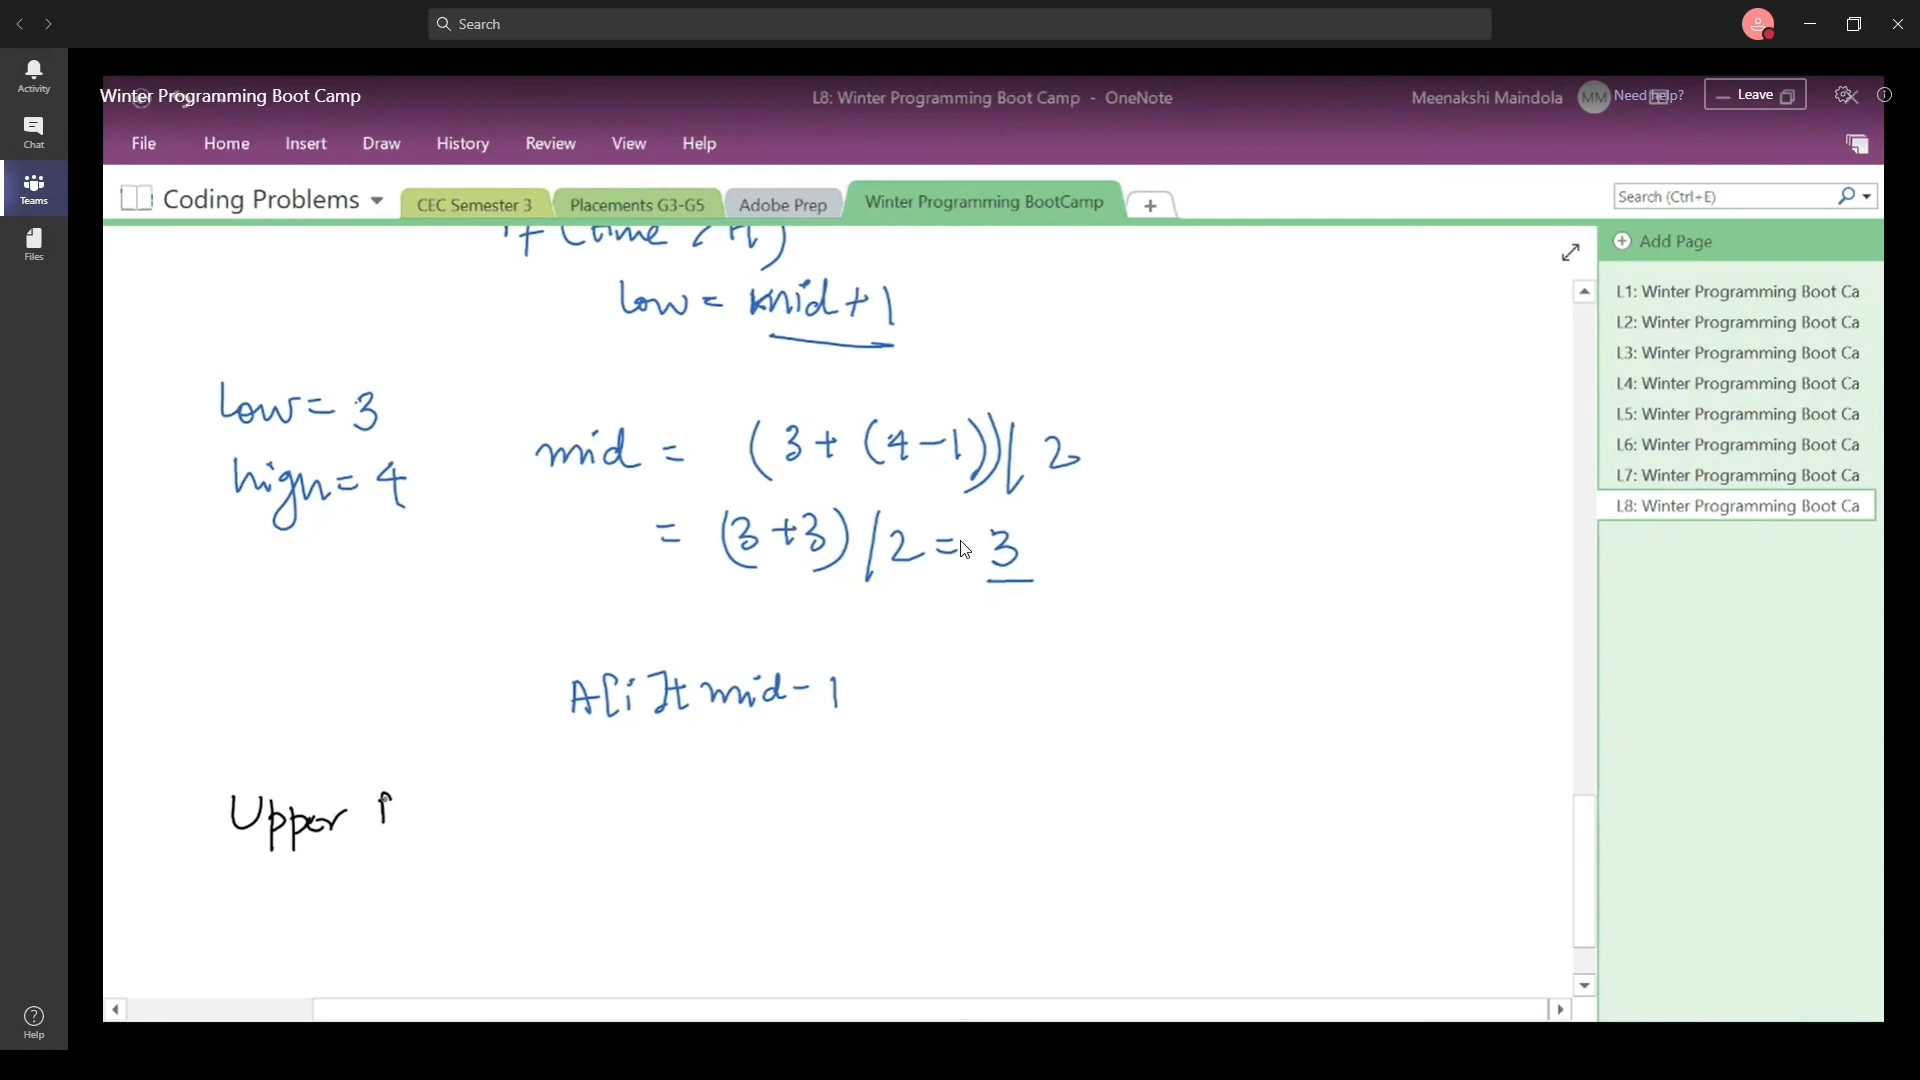 Search
Activity
Chat
Teams
Files
Help
Winter Programming Boot Camp
L8: Winter Programming Boot Camp - OneNote
Meenakshi Maindola
MM
Need help?
Leave
File Home Insert Draw History Review View Help
Coding Problems
CEC Semester 3
Placements G3-G5
Adobe Prep
Winter Programming BootCamp
Search (Ctrl+E)
Add Page
L1: Winter Programming Boot Ca
L2: Winter Programming Boot Ca
L3: Winter Programming Boot Ca
L4: Winter Programming Boot Ca
L5: Winter Programming Boot Ca
L6: Winter Programming Boot Ca
L7: Winter Programming Boot Ca
L8: Winter Programming Boot Ca
if (time
low = mid+1
low = 3
high = 4
mid = (3+(4-1))/2
= (3+3)/2 = 3
A[i]+mid-1
Upper